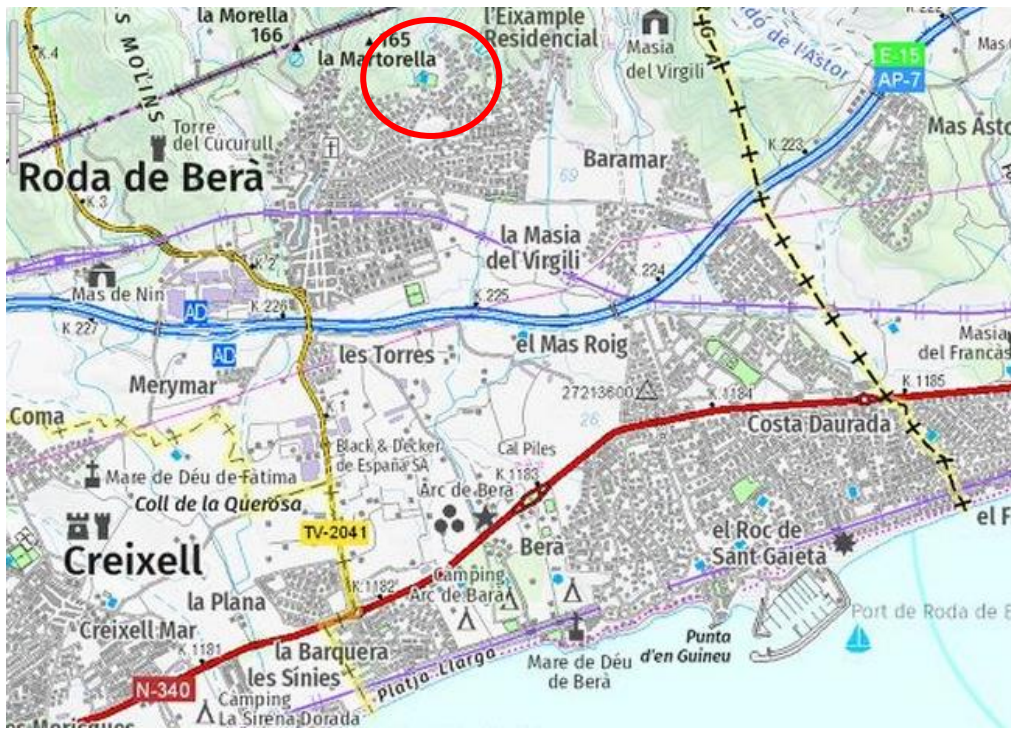 la Morella
166
165
la Martorella
l'Eixample
Residencial
Masia
del Virgili
E-15
AP-7
K.4
MOLINS
Torre
del Cucurull
Roda de Berà
Baramar
K.223
69
K.3
K.2
la Masia
del Virgili
K.224
Mas de Nin
K.225
K.226
K.227
AD
AD
les Torres
el Mas Roig
Masia
del Francàs
Merymar
27213600
K.1184
K.1185
Coma
K.1
26
Costa Daurada
Black & Decker
de España SA
Cal Piles
K.1183
Mare de Déu de Fàtima
Coll de la Querosa
Arc de Berà
TV-2041
el Roc de
Sant Gaietà
Creixell
Berà
K.1182
Camping
Arc de Barà
la Plana
Creixell Mar
K.1181
la Barquera
les Sínies
Platja Llarga
Mare de Déu
de Berà
Punta
d'en Guineu
Port de Roda de B
N-340
Camping
La Sirena Dorada